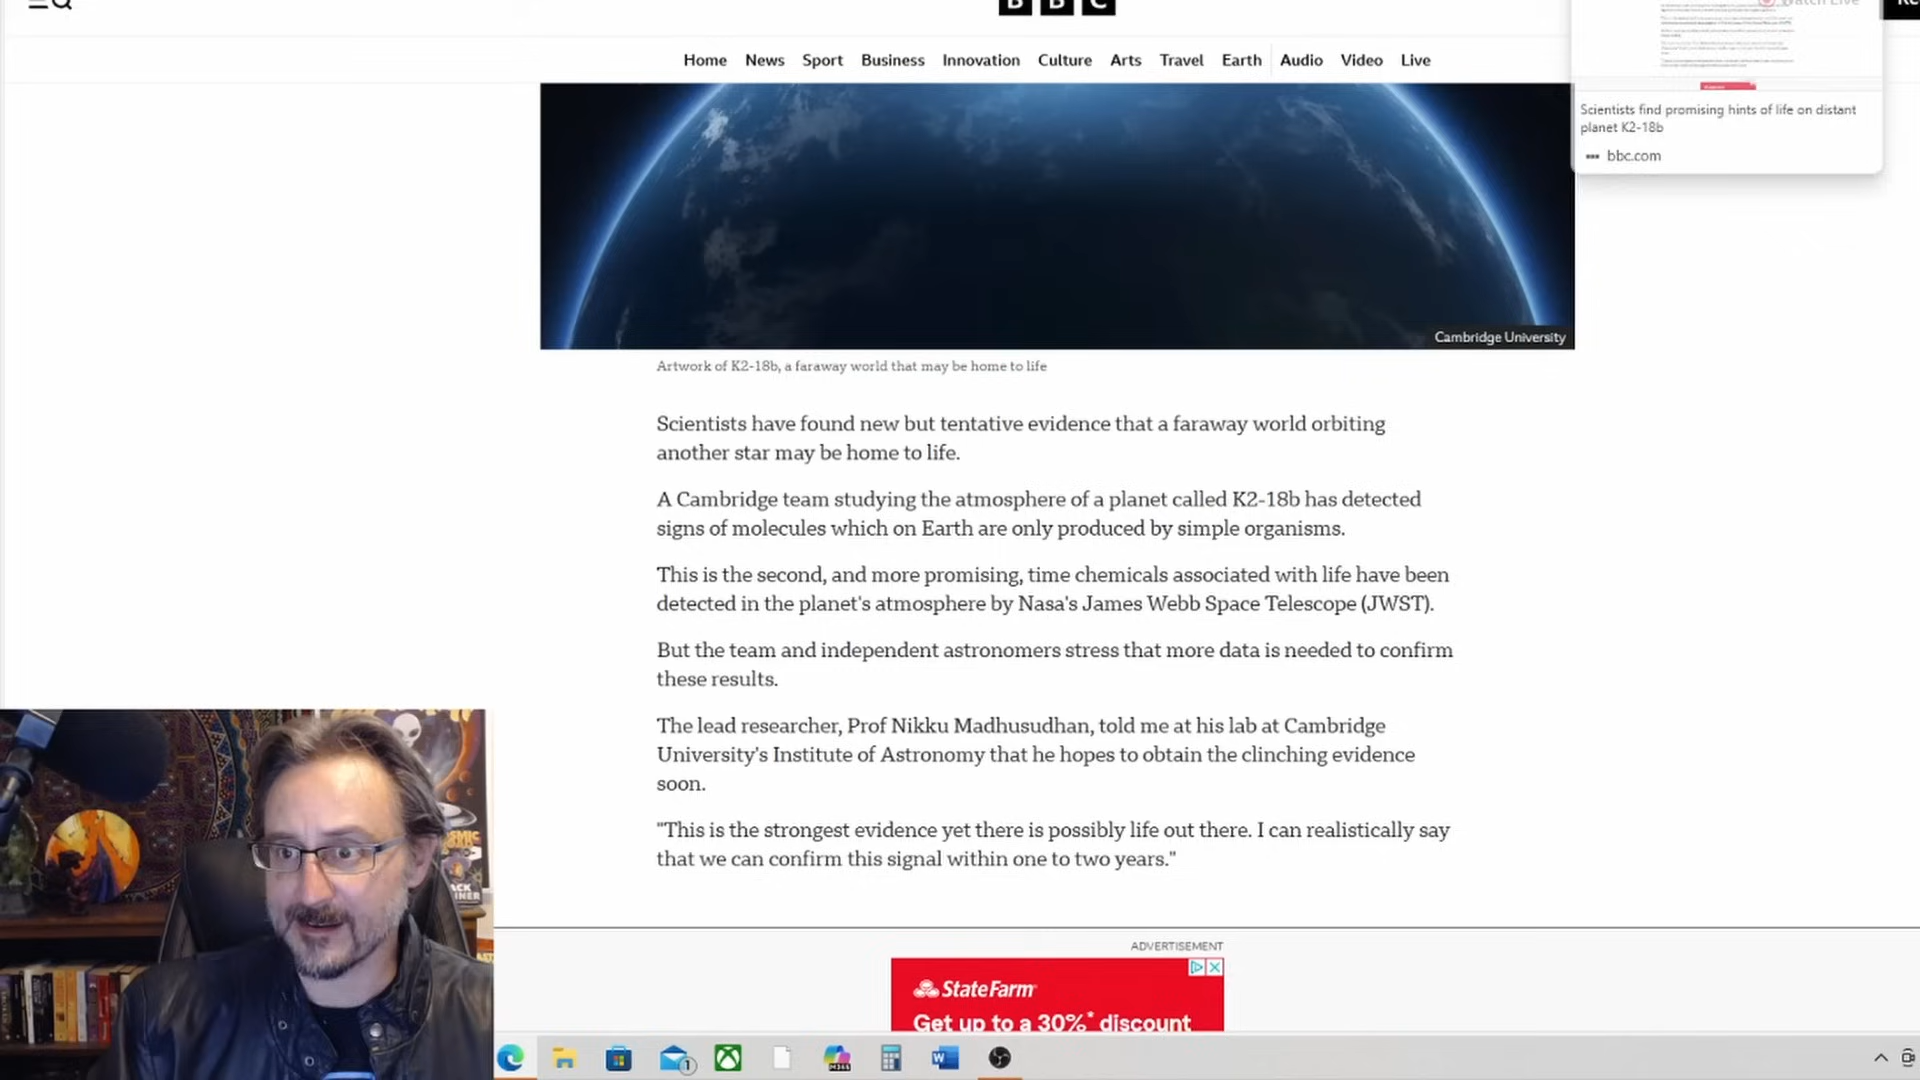 BBC
Watch Live
Home News Sport Business Innovation Culture Arts Travel Earth Audio Video Live
Scientists find promising hints of life on distant
planet K2-18b
bbc.com
Cambridge University
Artwork of K2-18b, a faraway world that may be home to life
Scientists have found new but tentative evidence that a faraway world orbiting
another star may be home to life.
A Cambridge team studying the atmosphere of a planet called K2-18b has detected
signs of molecules which on Earth are only produced by simple organisms.
This is the second, and more promising, time chemicals associated with life have been
detected in the planet's atmosphere by Nasa's James Webb Space Telescope (JWST).
But the team and independent astronomers stress that more data is needed to confirm
these results.
The lead researcher, Prof Nikku Madhusudhan, told me at his lab at Cambridge
University's Institute of Astronomy that he hopes to obtain the clinching evidence
soon.
"This is the strongest evidence yet there is possibly life out there. I can realistically say
that we can confirm this signal within one to two years."
ADVERTISEMENT
StateFarm
Get up to a 30%* discount
1
M365
W